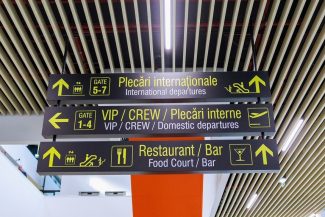 GATE
5-7
Plecări internaționale
International departures
GATE
1-4
VIP / CREW / Plecări interne
VIP / CREW / Domestic departures
Restaurant / Bar
Food Court / Bar